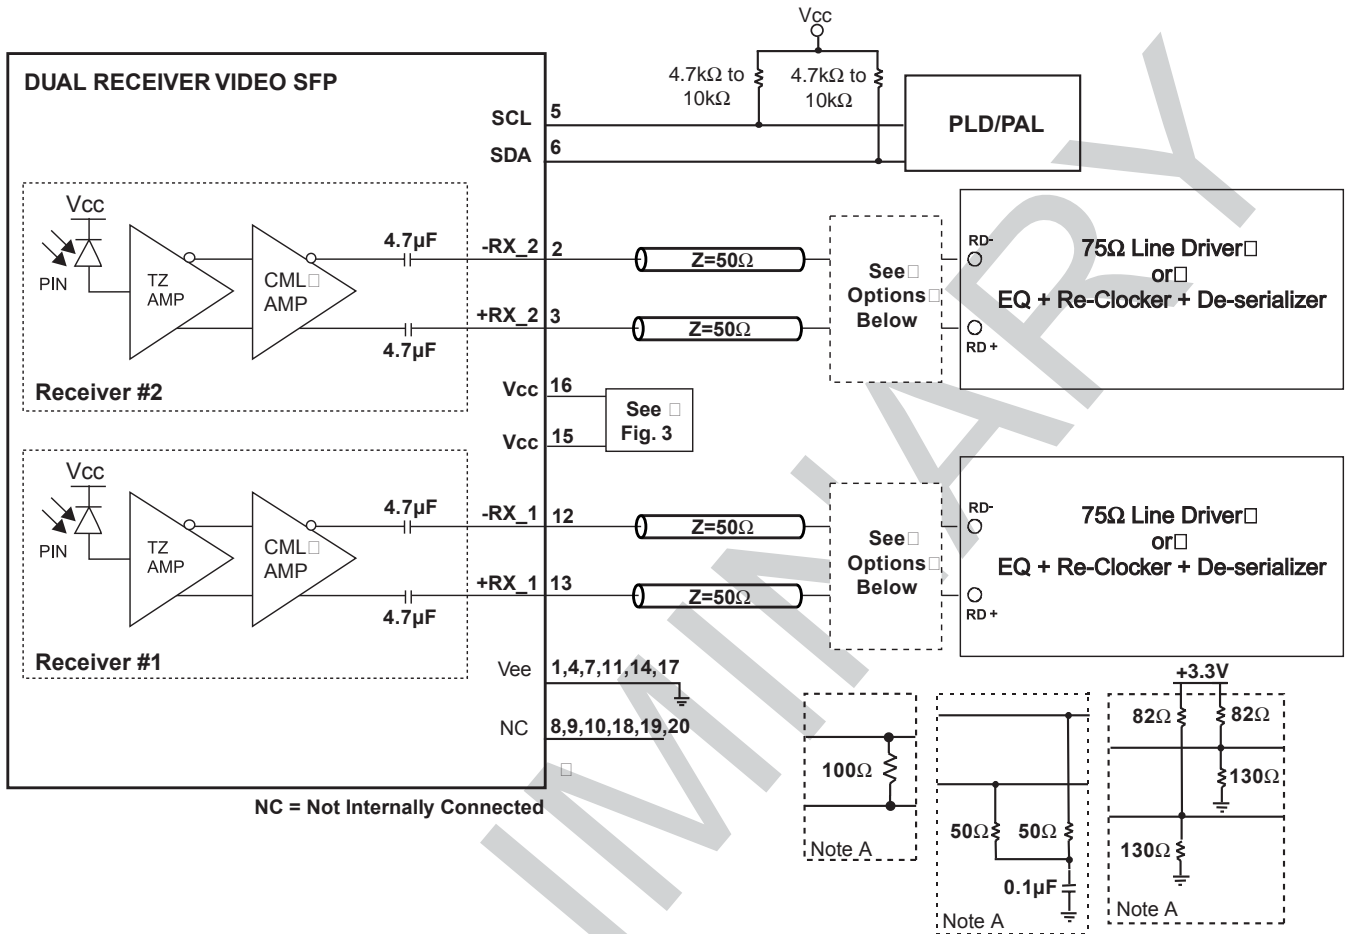 Vcc
DUAL RECEIVER VIDEO SFP
4.7kΩ to
10kΩ
4.7kΩ to
10kΩ
SCL 5
SDA 6
PLD/PAL
Vcc
PIN
TZ
AMP
CML
AMP
4.7µF
4.7µF
-RX_2 2
+RX_2 3
Z=50Ω
Z=50Ω
See
Options
Below
RD-
RD +
75Ω Line Driver
or
EQ + Re-Clocker + De-serializer
Receiver #2
Vcc 16
Vcc 15
See
Fig. 3
Vcc
PIN
TZ
AMP
CML
AMP
4.7µF
4.7µF
-RX_1 12
+RX_1 13
Z=50Ω
Z=50Ω
See
Options
Below
RD-
RD +
75Ω Line Driver
or
EQ + Re-Clocker + De-serializer
Receiver #1
Vee 1,4,7,11,14,17
NC 8,9,10,18,19,20
NC = Not Internally Connected
100Ω
Note A
50Ω 50Ω
0.1µF
Note A
+3.3V
82Ω 82Ω
130Ω
130Ω
Note A
IMINARY